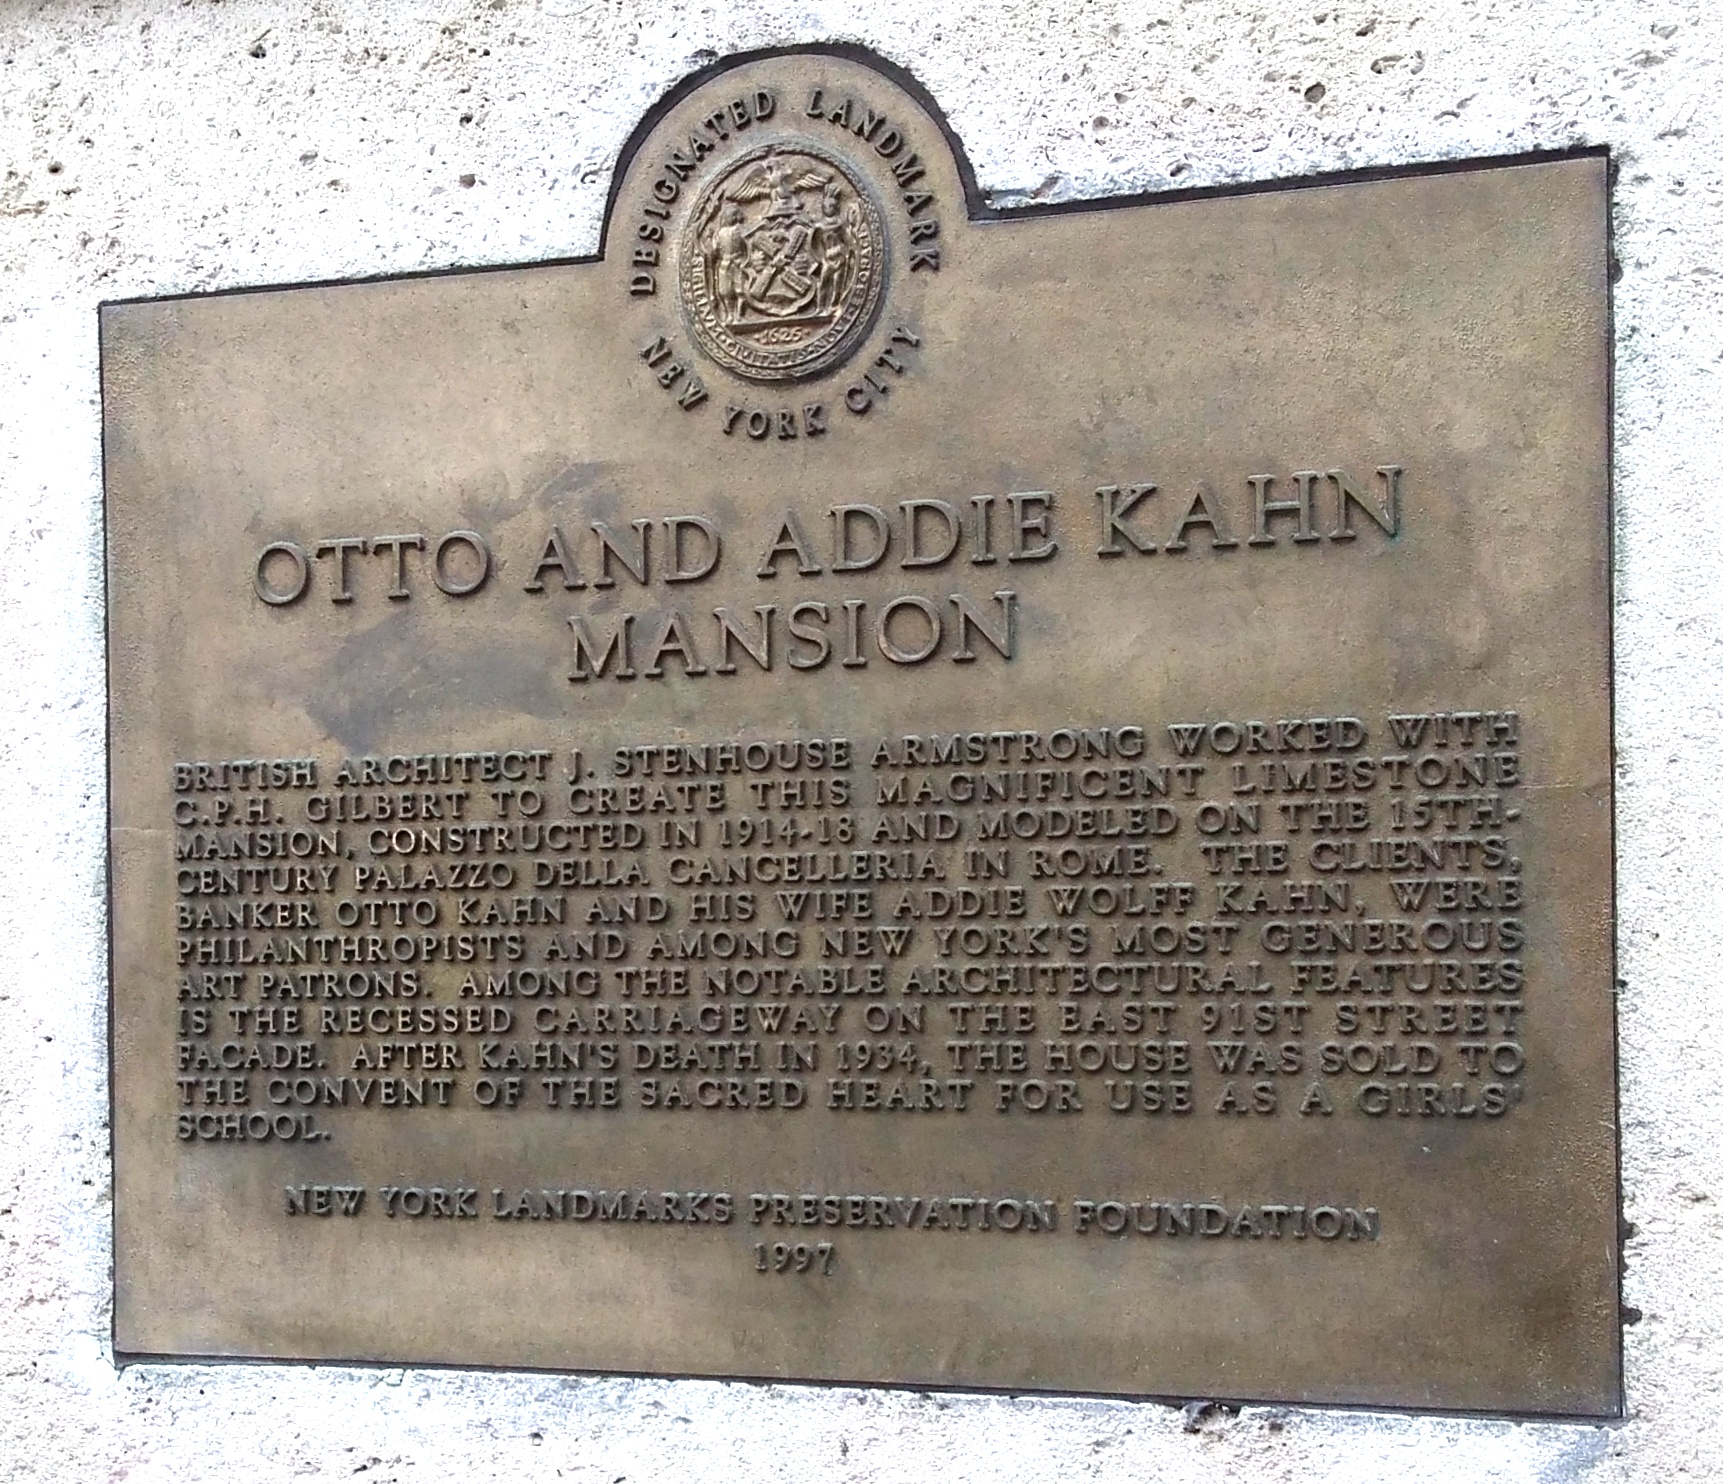 DESIGNATED LANDMARK
NEW YORK CITY
1625
OTTO AND ADDIE KAHN
MANSION
BRITISH ARCHITECT J. STENHOUSE ARMSTRONG WORKED WITH
C.P.H. GILBERT TO CREATE THIS MAGNIFICENT LIMESTONE
MANSION, CONSTRUCTED IN 1914-18 AND MODELED ON THE 15TH-
CENTURY PALAZZO DELLA CANCELLERIA IN ROME. THE CLIENTS,
BANKER OTTO KAHN AND HIS WIFE ADDIE WOLFF KAHN, WERE
PHILANTHROPISTS AND AMONG NEW YORK'S MOST GENEROUS
ART PATRONS. AMONG THE NOTABLE ARCHITECTURAL FEATURES
IS THE RECESSED CARRIAGEWAY ON THE EAST 91ST STREET
FACADE. AFTER KAHN'S DEATH IN 1934, THE HOUSE WAS SOLD TO
THE CONVENT OF THE SACRED HEART FOR USE AS A GIRLS'
SCHOOL.
NEW YORK LANDMARKS PRESERVATION FOUNDATION
1997